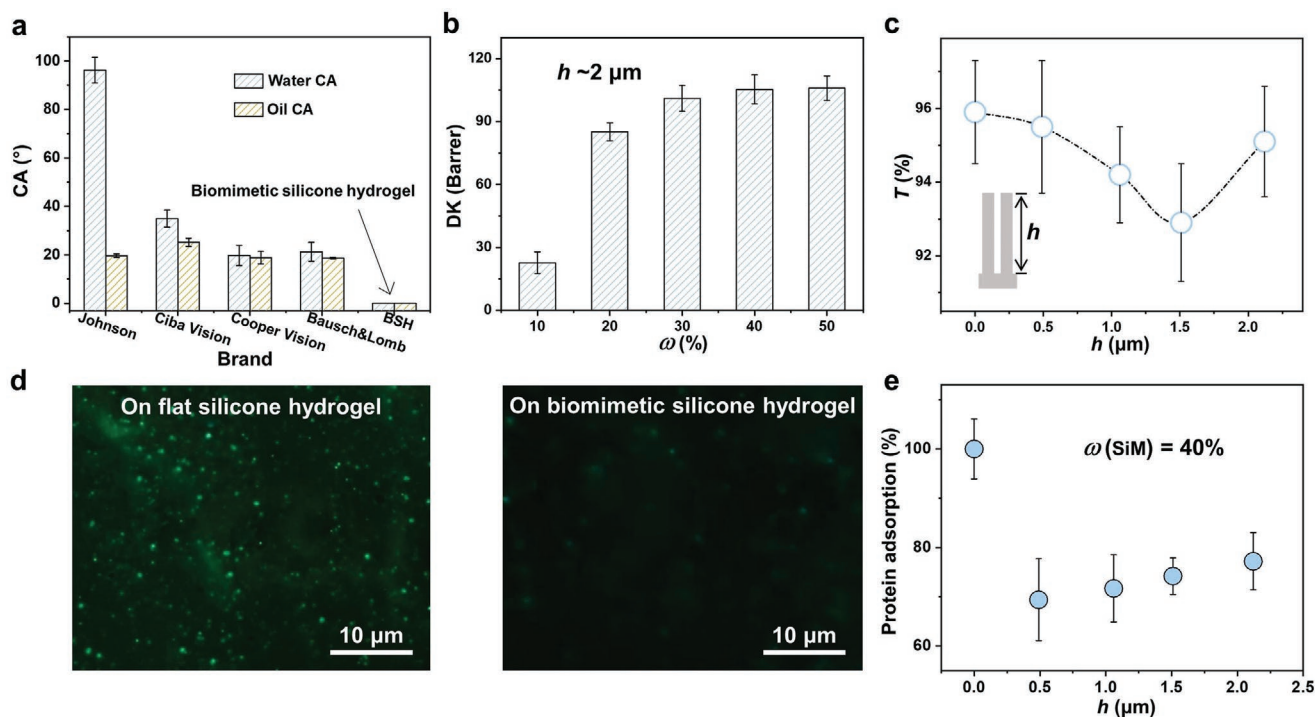 a
CA (°)
100
80
60
40
20
0
Water CA
Oil CA
Biomimetic silicone hydrogel
Johnson
Ciba Vision
Cooper Vision
Bausch&Lomb
BSH
Brand
b
DK (Barrer)
120
90
60
30
0
h ~2 μm
10 20 30 40 50
ω (%)
c
T (%)
96
94
92
h
0.0 0.5 1.0 1.5 2.0
h (μm)
d
On flat silicone hydrogel
10 μm
On biomimetic silicone hydrogel
10 μm
e
Protein adsorption (%)
100
80
60
ω (SiM) = 40%
0.0 0.5 1.0 1.5 2.0 2.5
h (μm)